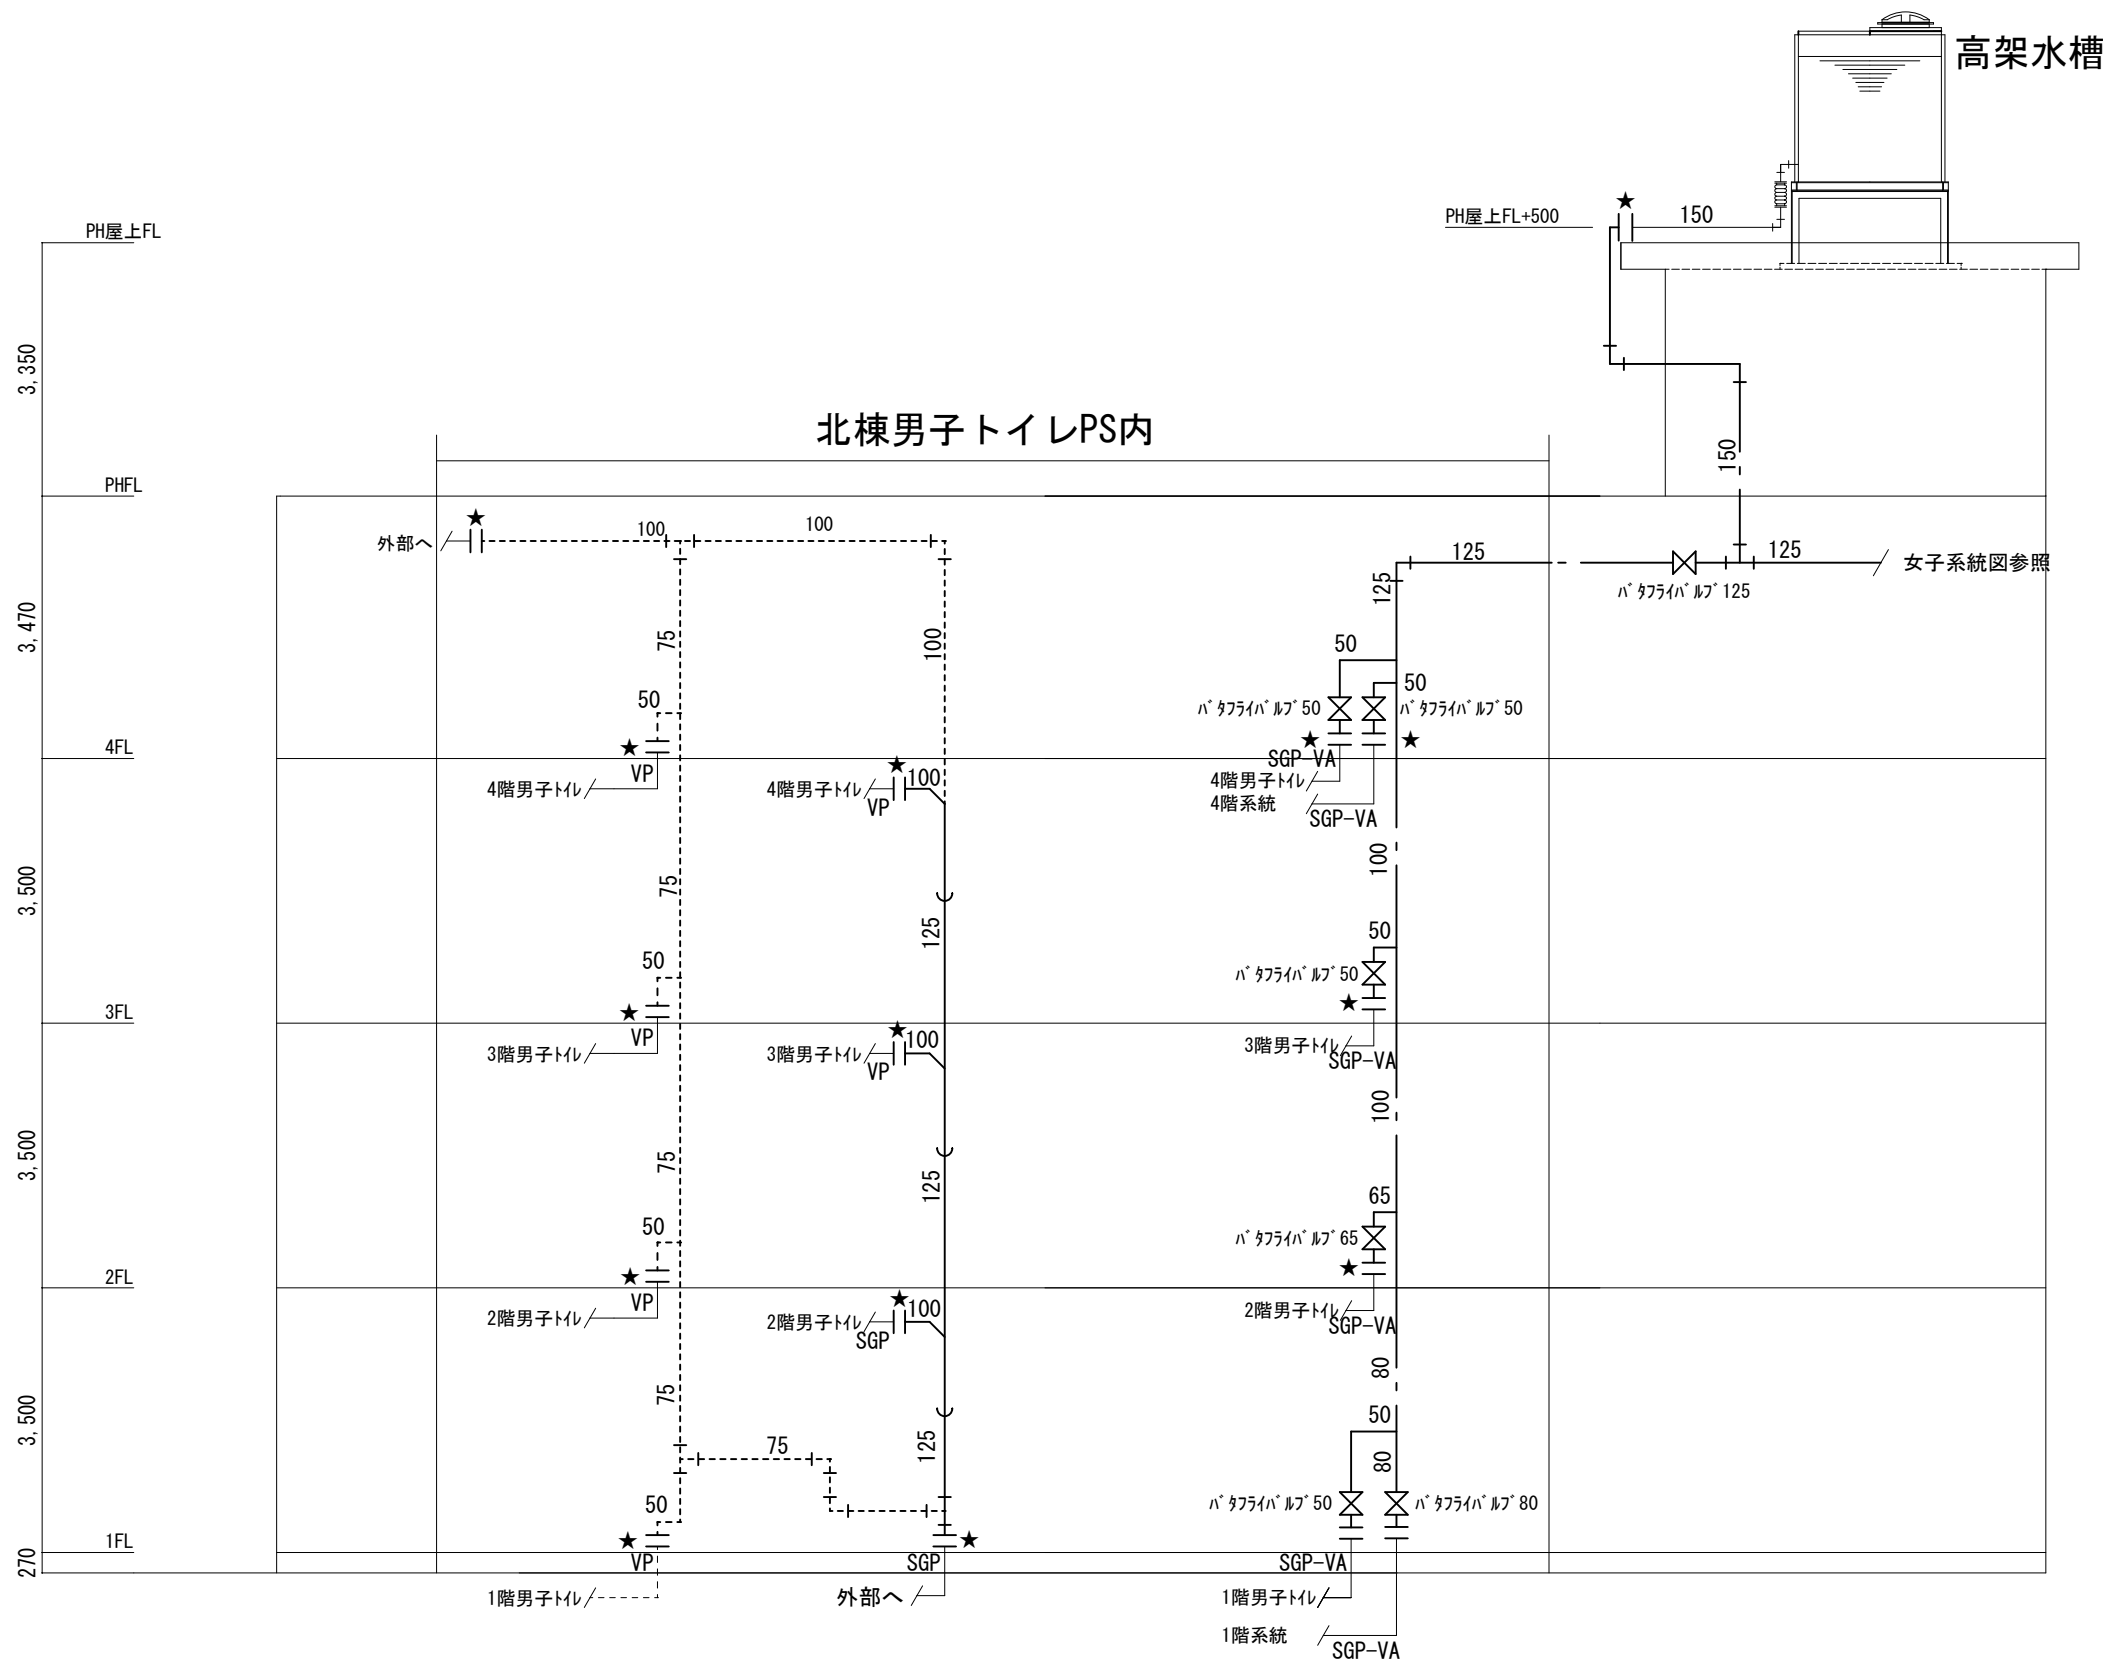 高架水槽
★
PH屋上FL+500
150
PH屋上FL
3,350
北棟男子トイレPS内
150
PHFL
★
100
100
外部へ
125
125
女子系統図参照
ﾊﾞﾀﾌﾗｲﾊﾞﾙﾌﾞ125
125
3,470
75
100
50
50
50
ﾊﾞﾀﾌﾗｲﾊﾞﾙﾌﾞ50
ﾊﾞﾀﾌﾗｲﾊﾞﾙﾌﾞ50
4FL
★
★
★
SGP-VA
VP
★
100
4階男子ﾄｲﾚ
4階男子ﾄｲﾚ
4階男子ﾄｲﾚ
VP
4階系統
SGP-VA
3,500
75
100
125
50
50
ﾊﾞﾀﾌﾗｲﾊﾞﾙﾌﾞ50
3FL
★
★
VP
★
100
3階男子ﾄｲﾚ
3階男子ﾄｲﾚ
3階男子ﾄｲﾚ
VP
SGP-VA
100
3,500
75
125
65
50
ﾊﾞﾀﾌﾗｲﾊﾞﾙﾌﾞ65
2FL
★
★
VP
★
100
2階男子ﾄｲﾚ
2階男子ﾄｲﾚ
2階男子ﾄｲﾚ
SGP
SGP-VA
80
3,500
75
50
75
125
80
50
ﾊﾞﾀﾌﾗｲﾊﾞﾙﾌﾞ50
ﾊﾞﾀﾌﾗｲﾊﾞﾙﾌﾞ80
1FL
★
★
270
VP
SGP
SGP-VA
1階男子ﾄｲﾚ
外部へ
1階男子ﾄｲﾚ
1階系統
SGP-VA